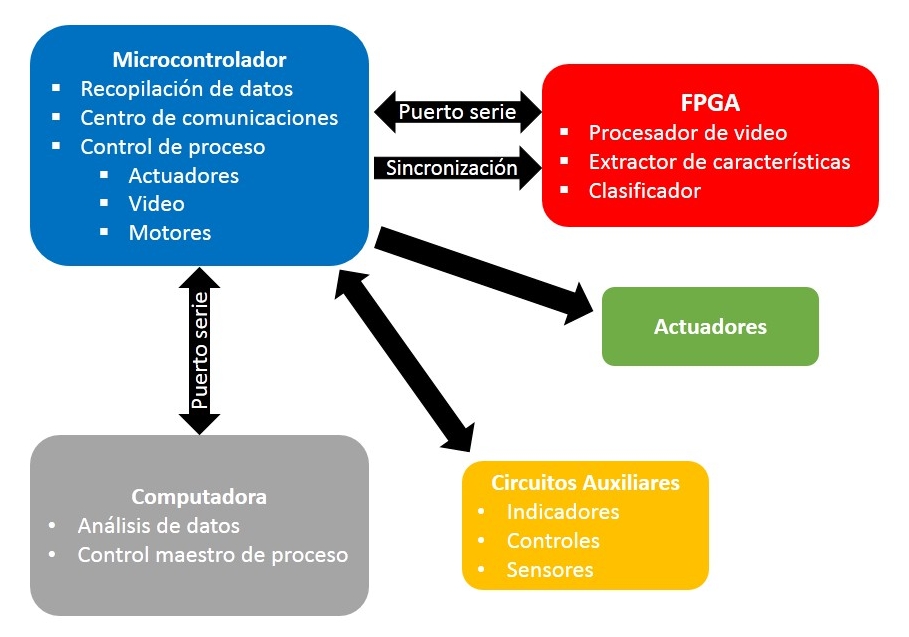 Microcontrolador
▪ Recopilación de datos
▪ Centro de comunicaciones
▪ Control de proceso
▪ Actuadores
▪ Video
▪ Motores
Puerto serie
Sincronización
FPGA
▪ Procesador de video
▪ Extractor de características
▪ Clasificador
Actuadores
Puerto serie
Computadora
• Análisis de datos
• Control maestro de proceso
Circuitos Auxiliares
• Indicadores
• Controles
• Sensores